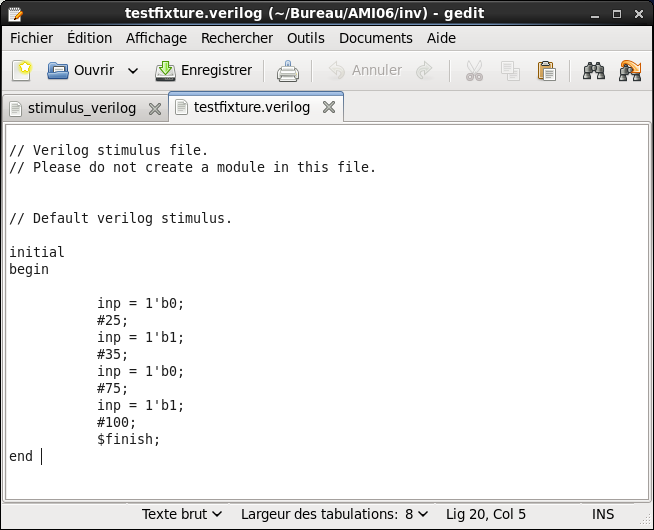 testfixture.verilog (~/Bureau/AMI06/inv) - gedit
Fichier Édition Affichage Rechercher Outils Documents Aide
Ouvrir Enregistrer Annuler
stimulus_verilog testfixture.verilog
// Verilog stimulus file.
// Please do not create a module in this file.
// Default verilog stimulus.
initial
begin
inp = 1'b0;
#25;
inp = 1'b1;
#35;
inp = 1'b0;
#75;
inp = 1'b1;
#100;
$finish;
end
Texte brut Largeur des tabulations: 8 Lig 20, Col 5 INS